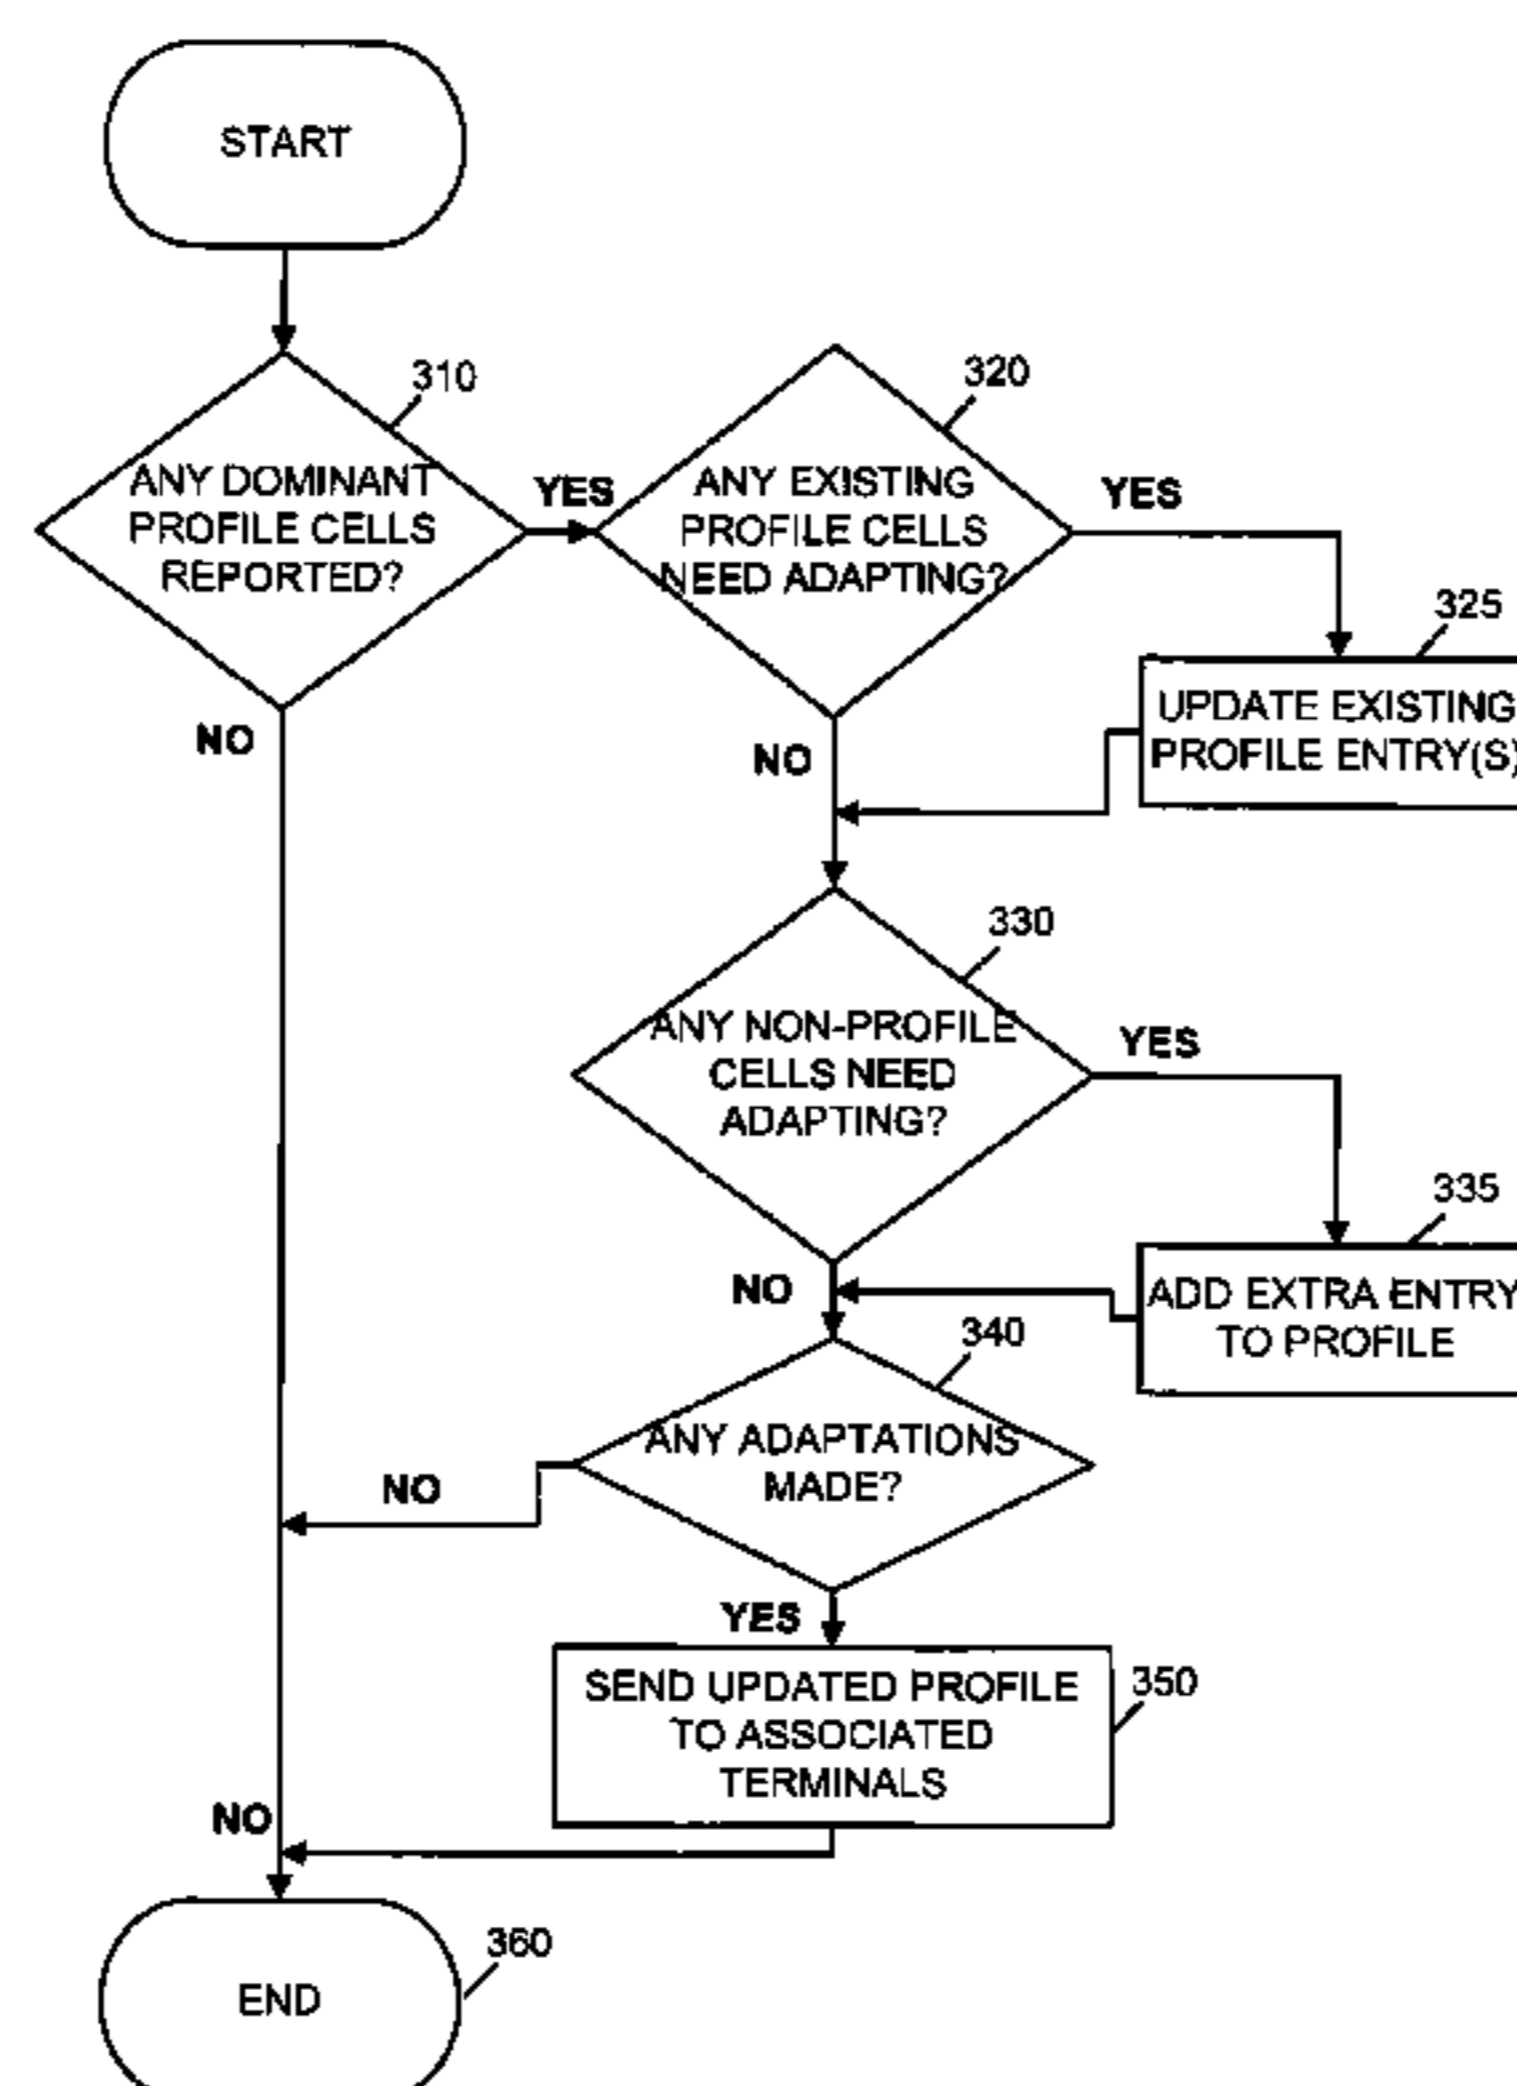 START
310
ANY DOMINANT
PROFILE CELLS
REPORTED?
YES
NO
320
ANY EXISTING
PROFILE CELLS
NEED ADAPTING?
YES
NO
325
UPDATE EXISTING
PROFILE ENTRY(S)
330
ANY NON-PROFILE
CELLS NEED
ADAPTING?
YES
NO
335
ADD EXTRA ENTRY
TO PROFILE
340
ANY ADAPTATIONS
MADE?
NO
YES
350
SEND UPDATED PROFILE
TO ASSOCIATED
TERMINALS
NO
360
END